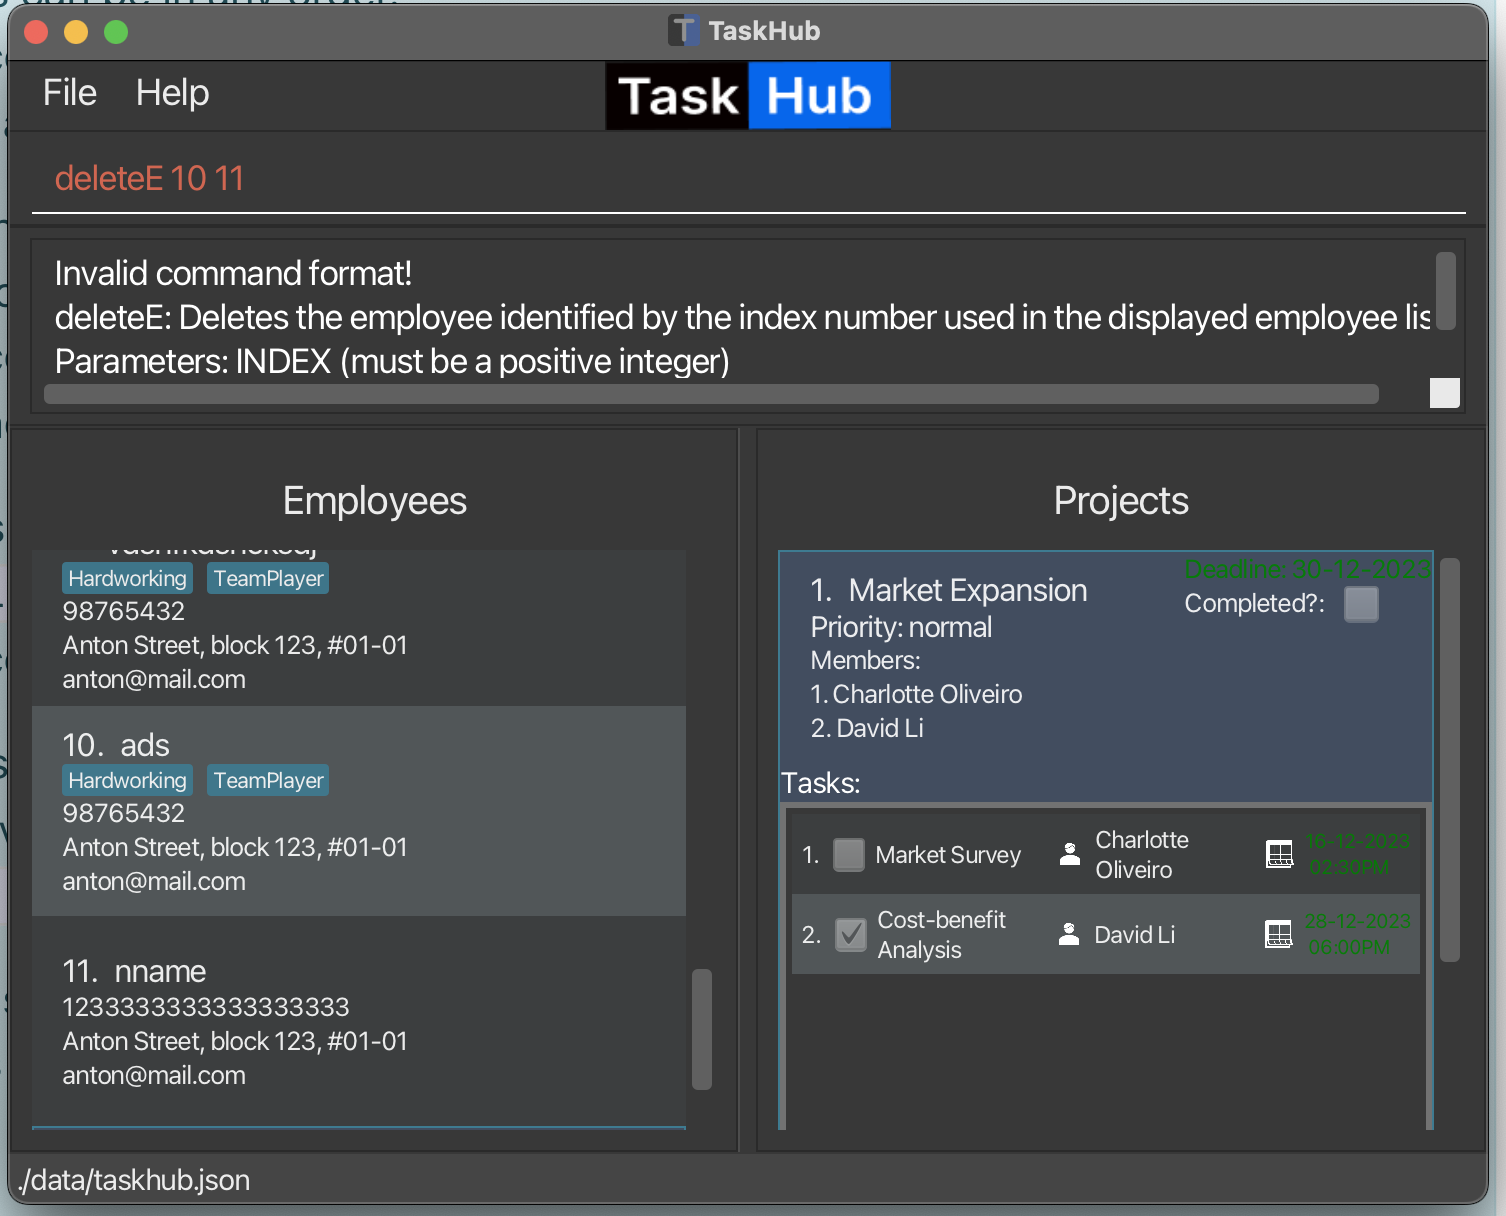 can be in any order.
TaskHub
File Help
Task Hub
deleteE 10 11
Invalid command format!
deleteE: Deletes the employee identified by the index number used in the displayed employee lis
Parameters: INDEX (must be a positive integer)
Employees
Hardworking TeamPlayer
98765432
Anton Street, block 123, #01-01
anton@mail.com
10. ads
Hardworking TeamPlayer
98765432
Anton Street, block 123, #01-01
anton@mail.com
11. nname
1233333333333333333
Anton Street, block 123, #01-01
anton@mail.com
Projects
1. Market Expansion
Deadline: 30-12-2023
Completed?:
Priority: normal
Members:
1. Charlotte Oliveiro
2. David Li
Tasks:
1. Market Survey Charlotte Oliveiro 16-12-2023 02:30PM
2. Cost-benefit Analysis David Li 28-12-2023 06:00PM
./data/taskhub.json